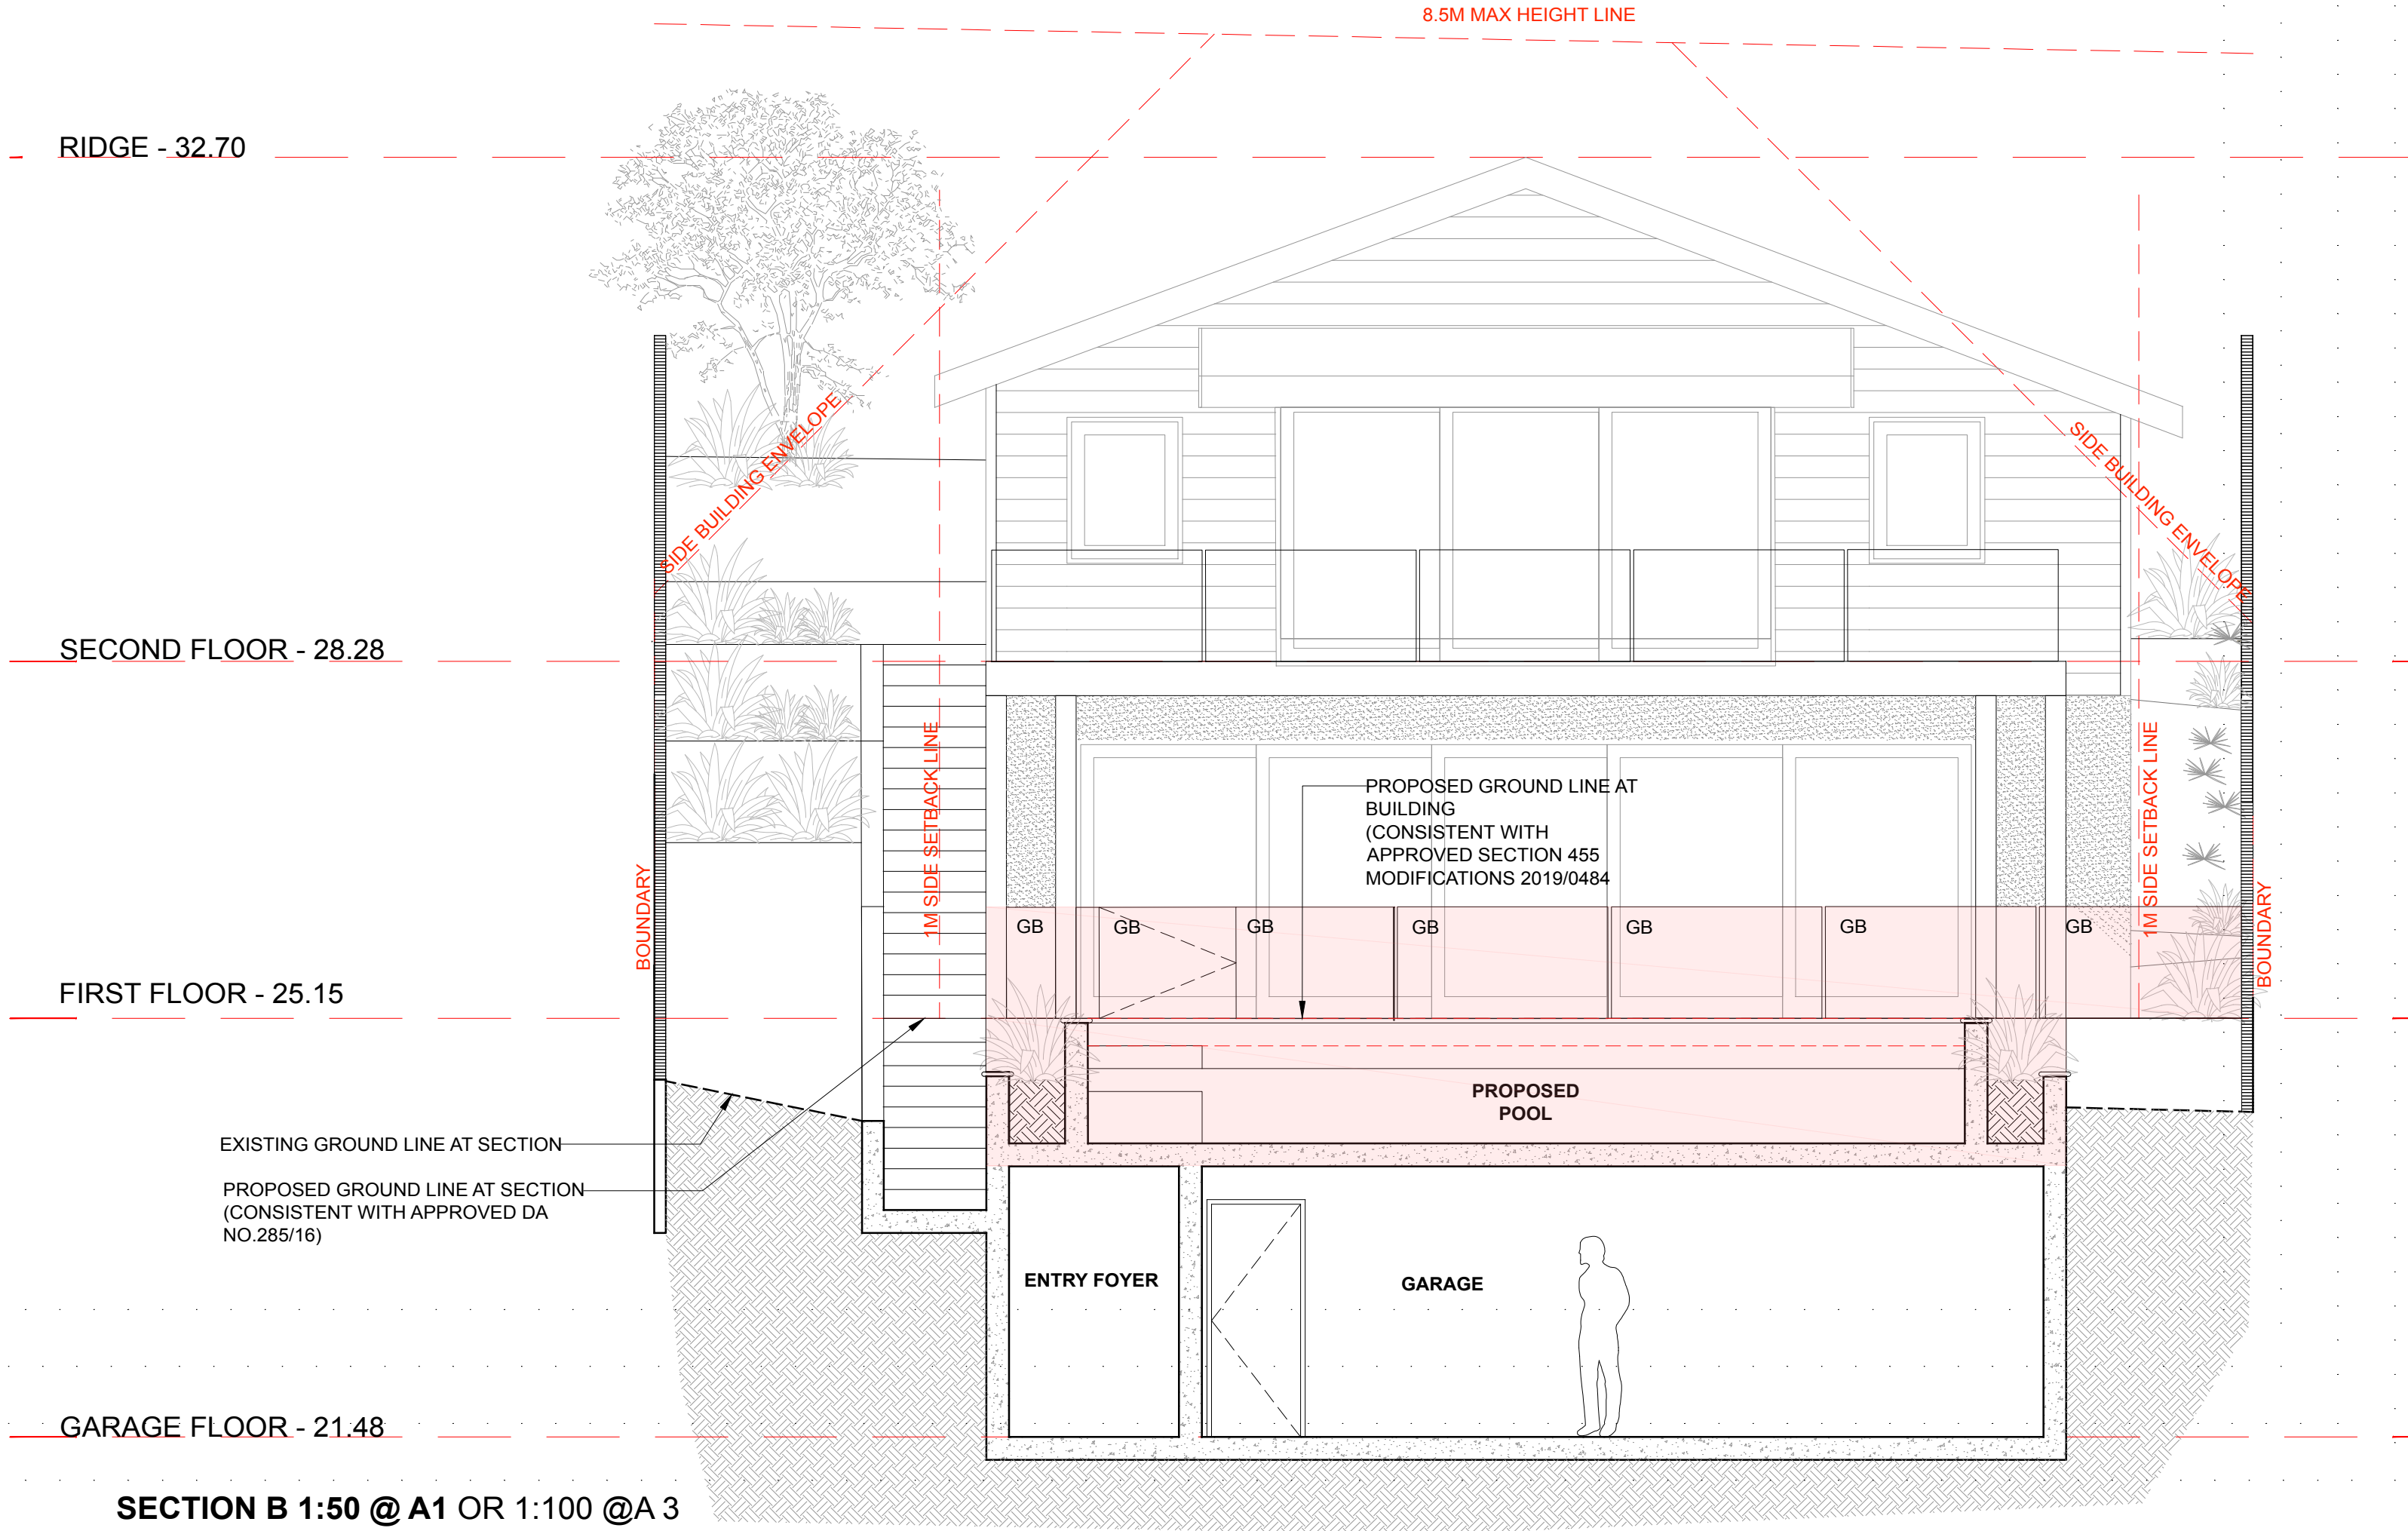 8.5M MAX HEIGHT LINE
RIDGE - 32.70
SIDE BUILDING ENVELOPE
SIDE BUILDING ENVELOPE
SECOND FLOOR - 28.28
1M SIDE SETBACK LINE
1M SIDE SETBACK LINE
PROPOSED GROUND LINE AT
BUILDING
(CONSISTENT WITH
APPROVED SECTION 455
MODIFICATIONS 2019/0484
BOUNDARY
BOUNDARY
GB
GB
GB
GB
GB
GB
GB
FIRST FLOOR - 25.15
PROPOSED
POOL
EXISTING GROUND LINE AT SECTION
PROPOSED GROUND LINE AT SECTION
(CONSISTENT WITH APPROVED DA
NO.285/16)
ENTRY FOYER
GARAGE
GARAGE FLOOR - 21.48
SECTION B 1:50 @ A1 OR 1:100 @A 3